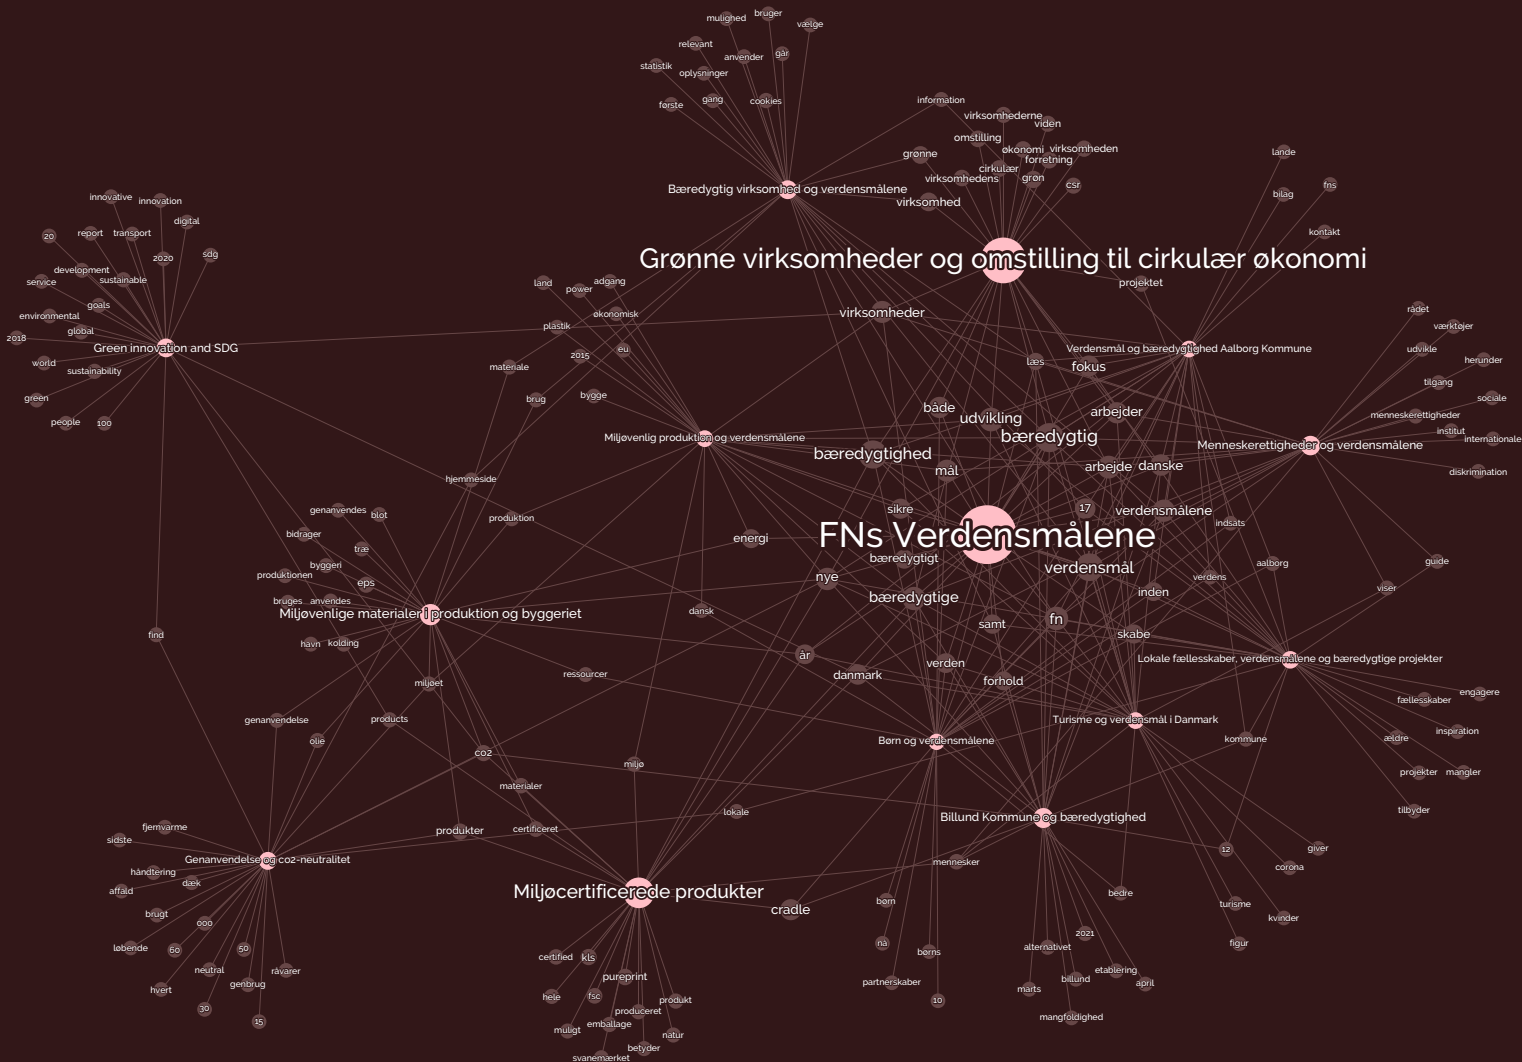 mulighed
bruger
vælge
relevant
anvender
går
statistik
oplysninger
første
gang
cookies
information
virksomhederne
viden
omstilling
grønne
økonomi
virksomheden
forretning
cirkulær
virksomhedens
grøn
csr
virksomhed
Bæredygtig virksomhed og verdensmålene
lande
bilag
fns
kontakt
Grønne virksomheder og omstilling til cirkulær økonomi
projektet
innovative
innovation
digital
20
report
transport
2020
sdg
development
sustainable
service
goals
environmental
global
2018
Green innovation and SDG
world
sustainability
green
people
100
land
power
adgang
økonomisk
plastik
2015
eu
materiale
brug
bygge
virksomheder
læs
fokus
Verdensmål og bæredygtighed Aalborg Kommune
rådet
værktøjer
udvikle
herunder
tilgang
sociale
menneskerettigheder
institut
internationale
diskrimination
Menneskerettigheder og verdensmålene
både
udvikling
arbejder
bæredygtig
Miljøvenlig produktion og verdensmålene
bæredygtighed
mål
arbejde
danske
hjemmeside
sikre
17
verdensmålene
indsats
produktion
energi
FNs Verdensmålene
bæredygtigt
verdensmål
nye
bæredygtige
verdens
aalborg
guide
viser
inden
fn
samt
skabe
genanvendes
blot
bidrager
træ
byggeri
produktionen
eps
bruges
anvendes
Miljøvenlige materialer i produktion og byggeriet
havn
kolding
dansk
find
miljøet
ressourcer
år
danmark
verden
forhold
Lokale fællesskaber, verdensmålene og bæredygtige projekter
fællesskaber
engagere
inspiration
ældre
projekter
mangler
tilbyder
genanvendelse
products
olie
co2
Børn og verdensmålene
Turisme og verdensmål i Danmark
kommune
miljø
materialer
lokale
produkter
certificeret
Billund Kommune og bæredygtighed
fjernvarme
sidste
Genanvendelse og co2-neutralitet
håndtering
dæk
affald
brugt
000
løbende
60
50
neutral
råvarer
genbrug
hvert
30
15
Miljøcertificerede produkter
cradle
mennesker
12
giver
corona
bedre
turisme
kvinder
figur
børn
nå
børns
partnerskaber
10
2021
alternativet
etablering
billund
marts
april
mangfoldighed
certified
kls
pureprint
hele
fsc
produkt
produceret
emballage
muligt
natur
betyder
svanemærket